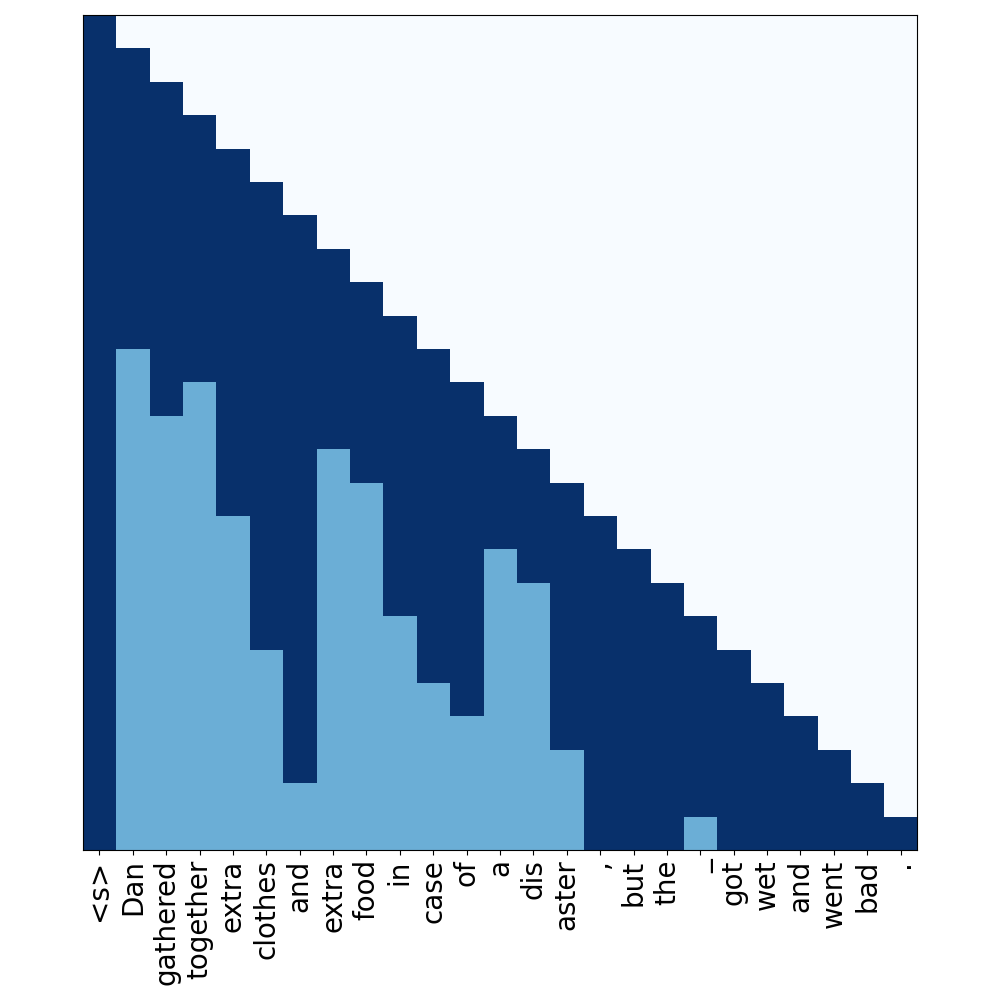 <s> Dan gathered together extra clothes and extra food in case of a dis aster , but the _ got wet and went bad .